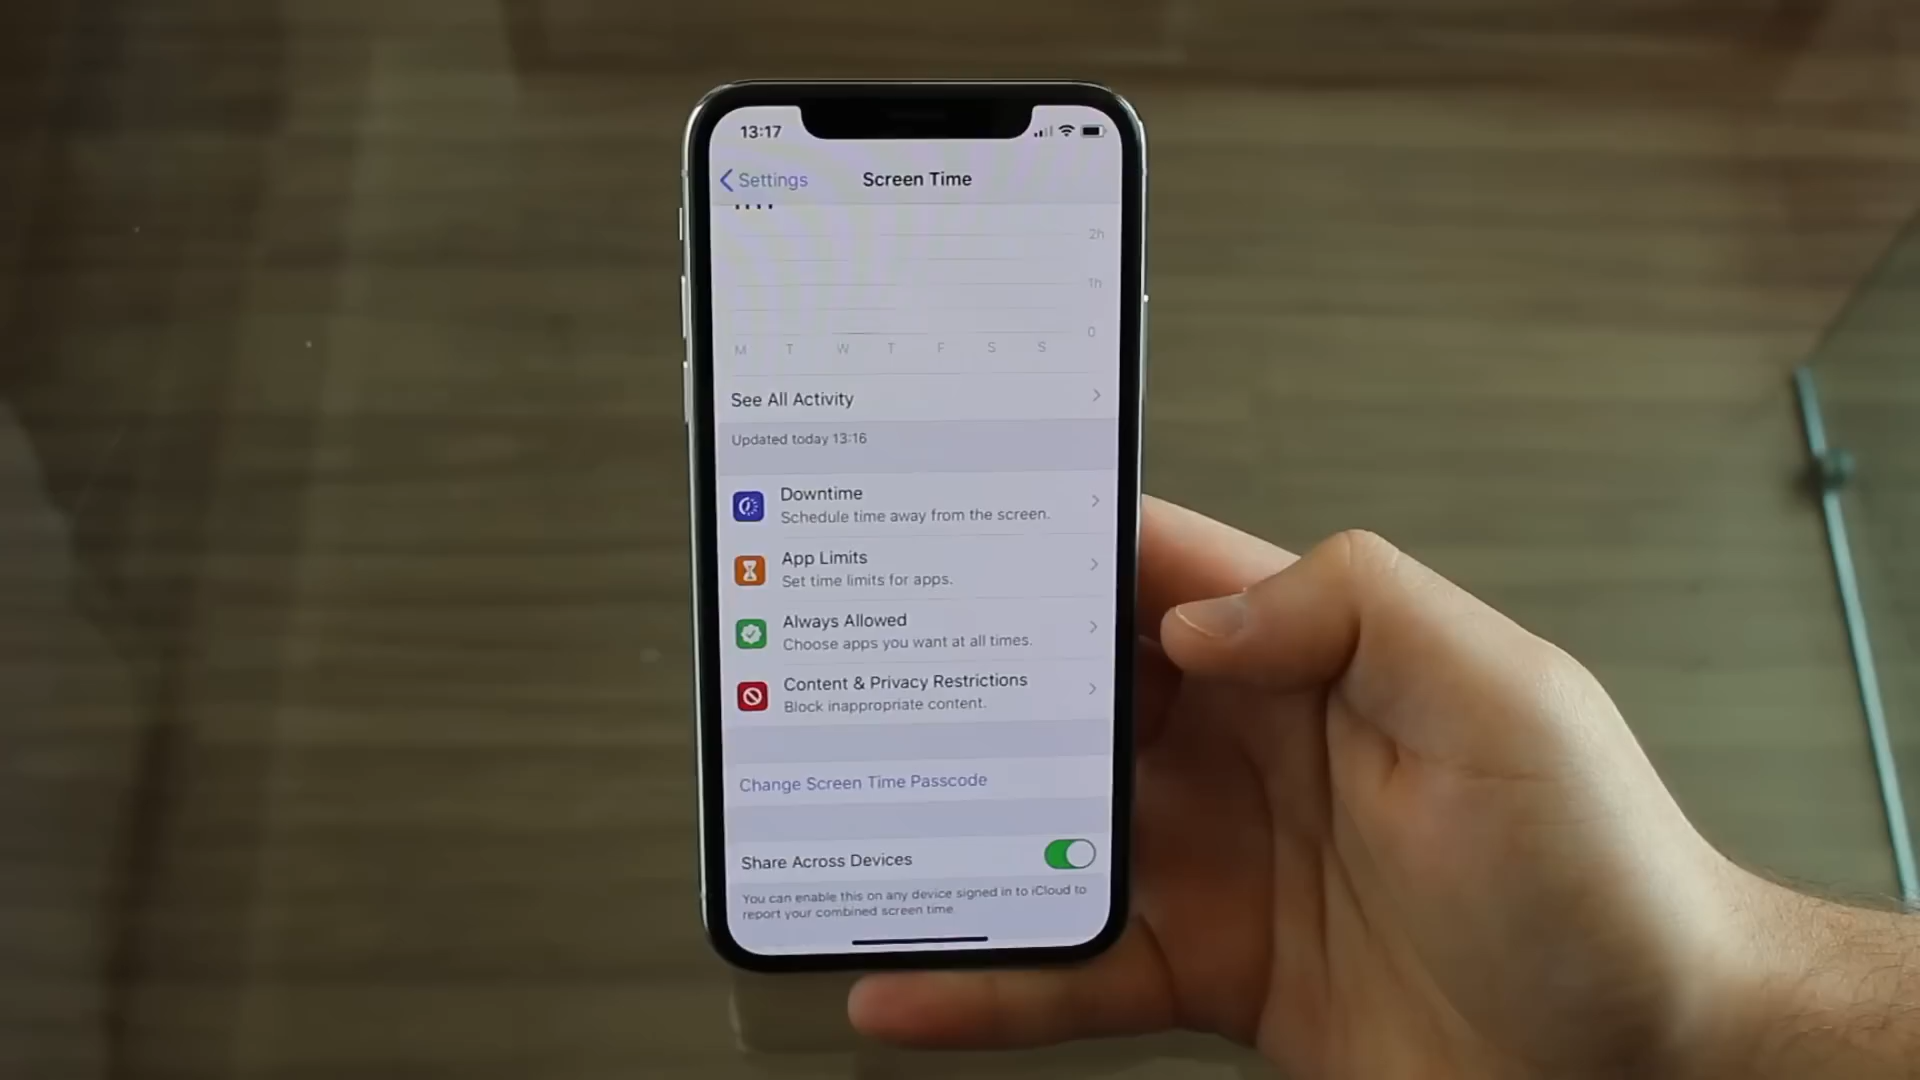 13:17
Settings
Screen Time
2h
1h
0
M T W T F S S
See All Activity
Updated today 13:16
Downtime
Schedule time away from the screen.
App Limits
Set time limits for apps.
Always Allowed
Choose apps you want at all times.
Content & Privacy Restrictions
Block inappropriate content.
Change Screen Time Passcode
Share Across Devices
You can enable this on any device signed in to iCloud to
report your combined screen time.